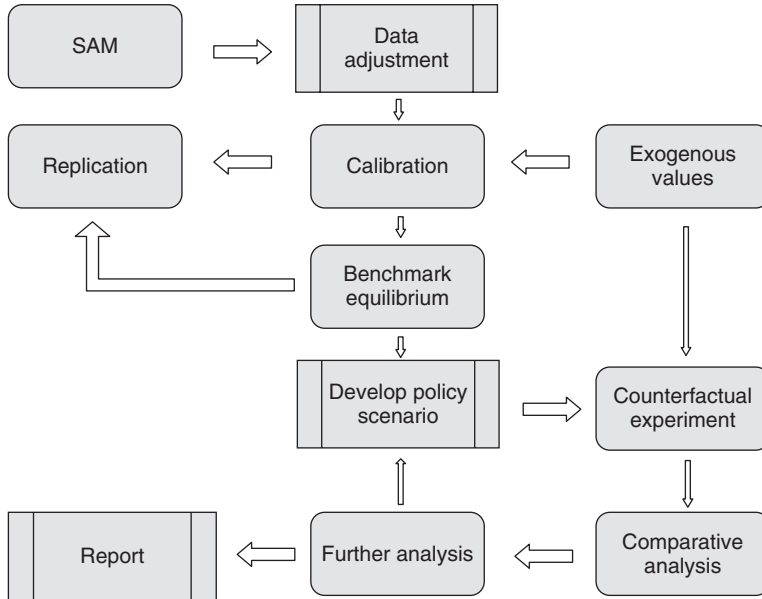 SAM
Data
adjustment
Replication
Calibration
Exogenous
values
Benchmark
equilibrium
Develop policy
scenario
Counterfactual
experiment
Report
Further analysis
Comparative
analysis